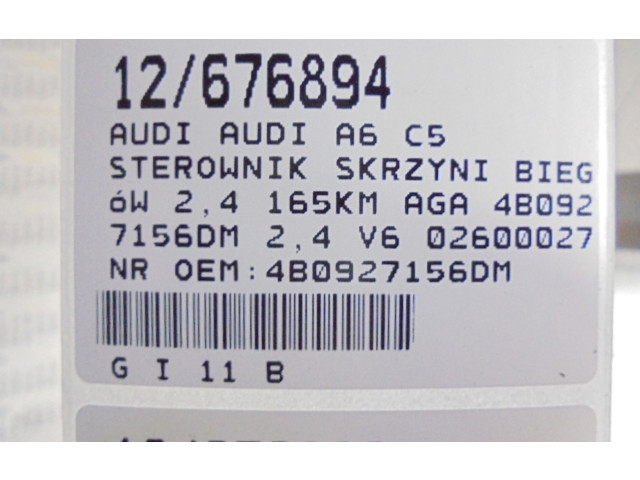 12/676894
AUDI AUDI A6 C5
STEROWNIK SKRZYNI BIEG
óW 2,4 165KM AGA 4B092
7156DM 2,4 V6 02600027
NR OEM:4B0927156DM
G I 11 B